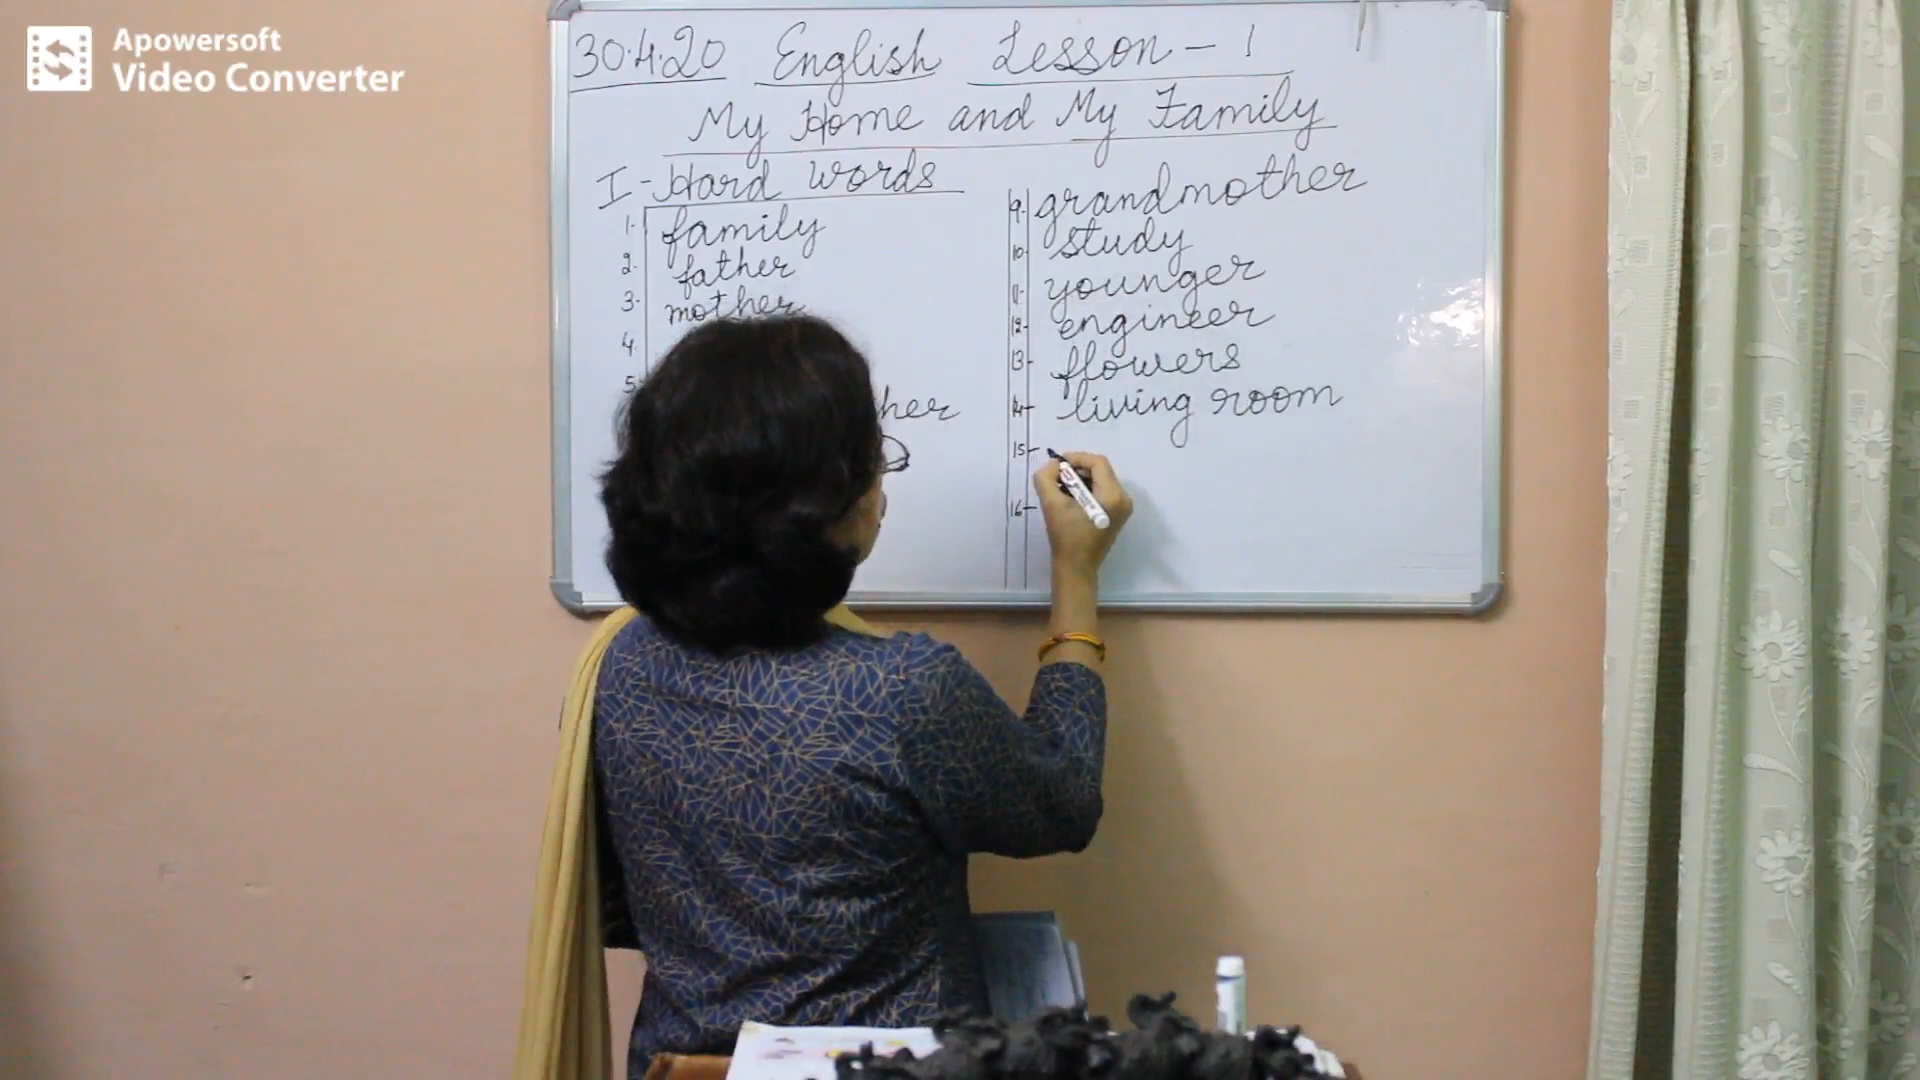 Apowersoft
Video Converter
30.4.20 English Lesson - 1
My Home and My Family
I - Hard words
1. family
2. father
3. mother
4.
5.
her
9. grandmother
10. study
11. younger
12. engineer
13. flowers
14. living room
15-
16-